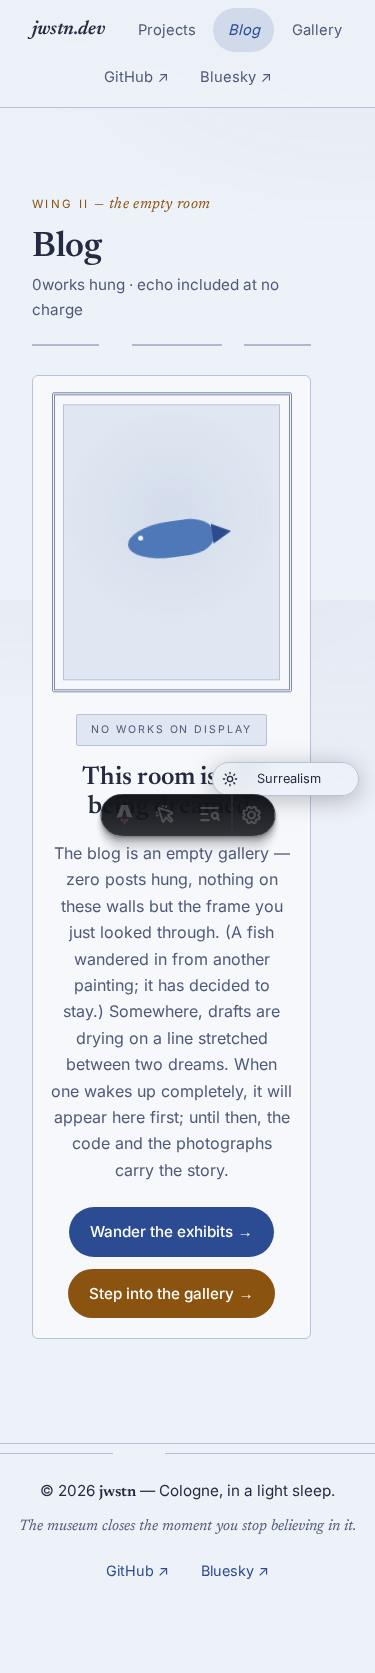 jwstn.dev Projects Blog Gallery
GitHub ↗ Bluesky ↗
WING II — the empty room
Blog
0works hung · echo included at no
charge
NO WORKS ON DISPLAY
This room is
Surrealism
The blog is an empty gallery —
zero posts hung, nothing on
these walls but the frame you
just looked through. (A fish
wandered in from another
painting; it has decided to
stay.) Somewhere, drafts are
drying on a line stretched
between two dreams. When
one wakes up completely, it will
appear here first; until then, the
code and the photographs
carry the story.
Wander the exhibits →
Step into the gallery →
© 2026 jwstn — Cologne, in a light sleep.
The museum closes the moment you stop believing in it.
GitHub ↗ Bluesky ↗